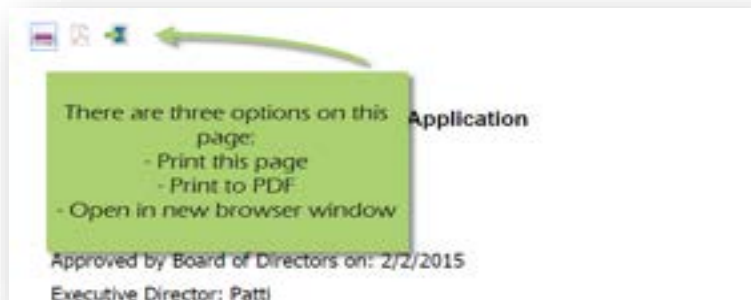 There are three options on this
page:
- Print this page
- Print to PDF
- Open in new browser window
Application
Approved by Board of Directors on: 2/2/2015
Executive Director: Patti